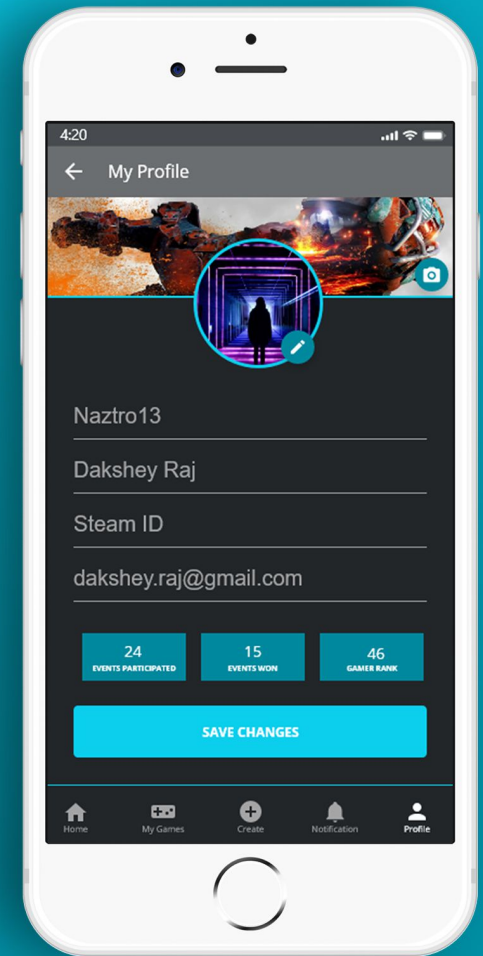 4:20
My Profile
Naztro13
Dakshey Raj
Steam ID
dakshey.raj@gmail.com
24 15 46
EVENTS PARTICIPATED EVENTS WON GAMER RANK
SAVE CHANGES
Home My Games Create Notification Profile